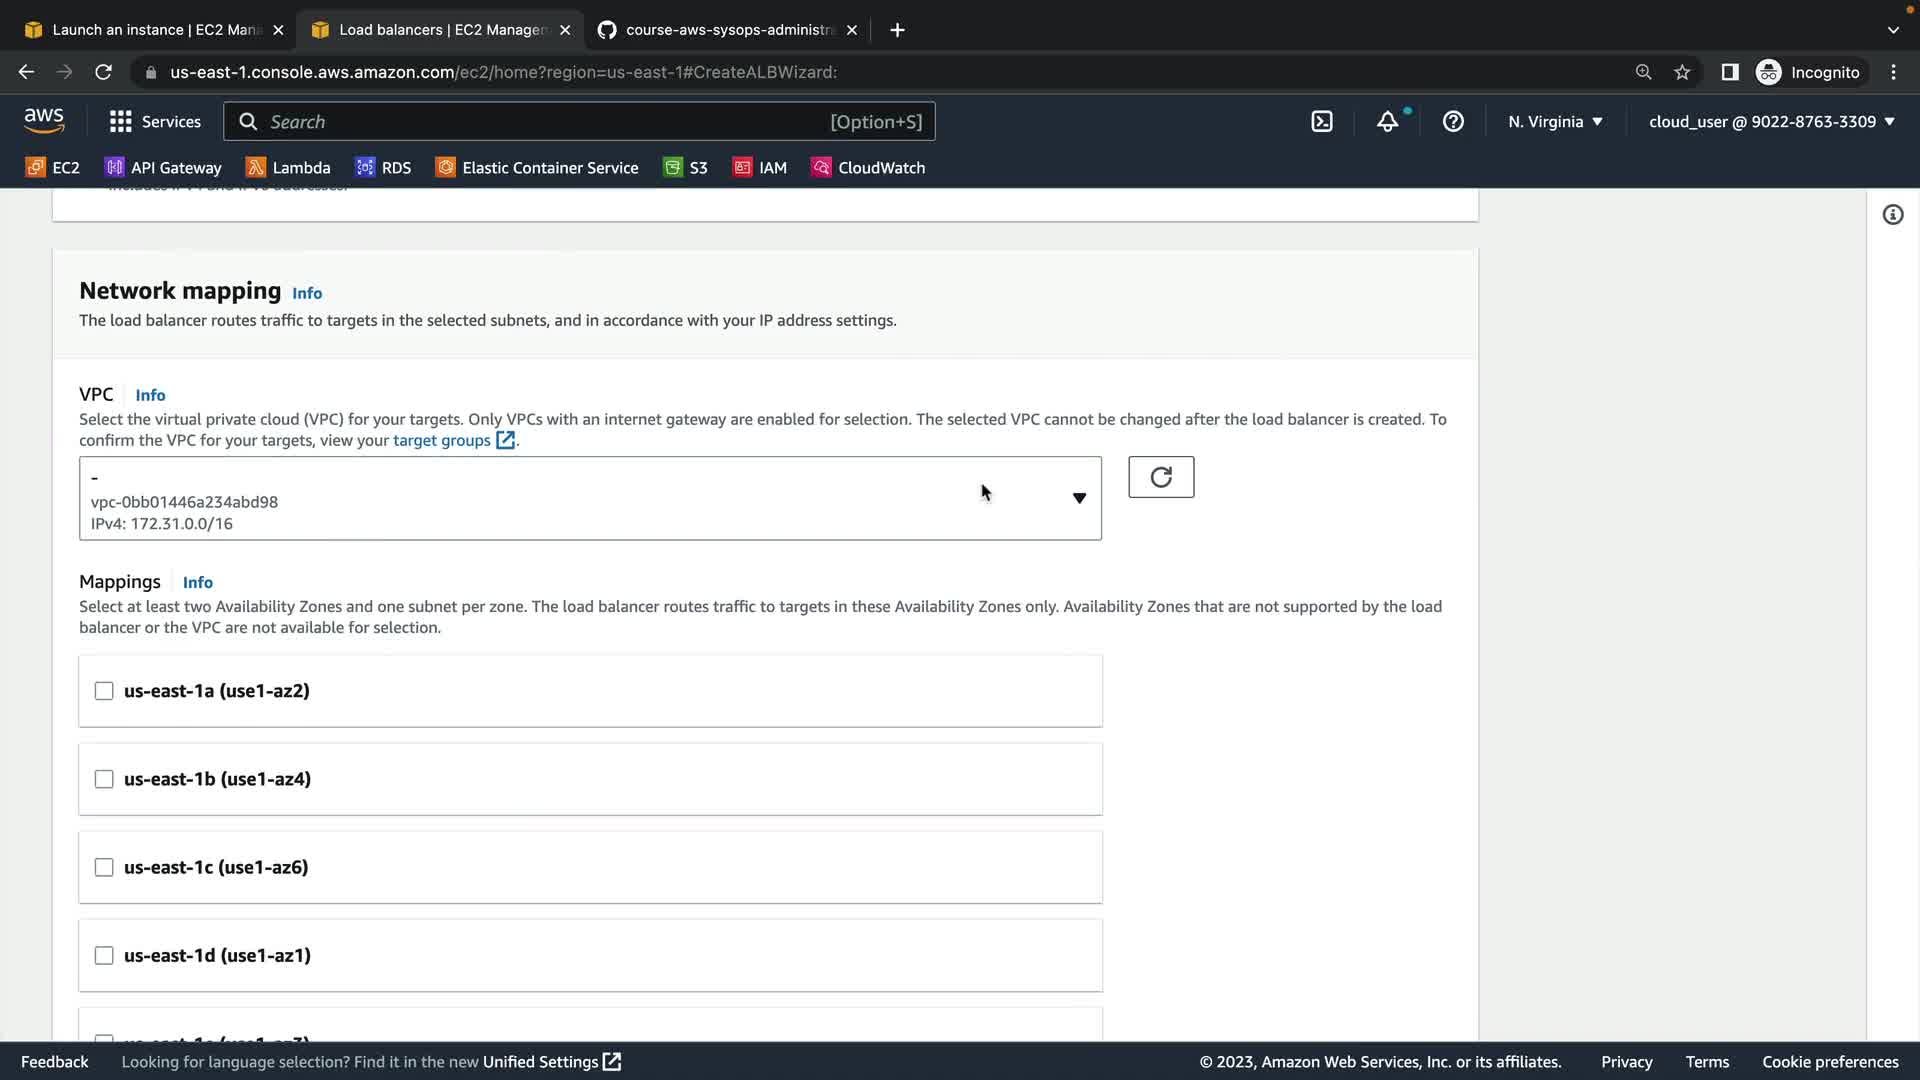 Launch an instance | EC2 Mana
Load balancers | EC2 Managem
course-aws-sysops-administra
us-east-1.console.aws.amazon.com/ec2/home?region=us-east-1#CreateALBWizard:
Incognito
aws
Services
Search
[Option+S]
N. Virginia
cloud_user @ 9022-8763-3309
EC2
API Gateway
Lambda
RDS
Elastic Container Service
S3
IAM
CloudWatch
Network mapping Info
The load balancer routes traffic to targets in the selected subnets, and in accordance with your IP address settings.
VPC Info
Select the virtual private cloud (VPC) for your targets. Only VPCs with an internet gateway are enabled for selection. The selected VPC cannot be changed after the load balancer is created. To
confirm the VPC for your targets, view your target groups.
-
vpc-0bb01446a234abd98
IPv4: 172.31.0.0/16
Mappings Info
Select at least two Availability Zones and one subnet per zone. The load balancer routes traffic to targets in these Availability Zones only. Availability Zones that are not supported by the load
balancer or the VPC are not available for selection.
us-east-1a (use1-az2)
us-east-1b (use1-az4)
us-east-1c (use1-az6)
us-east-1d (use1-az1)
Feedback
Looking for language selection? Find it in the new Unified Settings
© 2023, Amazon Web Services, Inc. or its affiliates.
Privacy
Terms
Cookie preferences